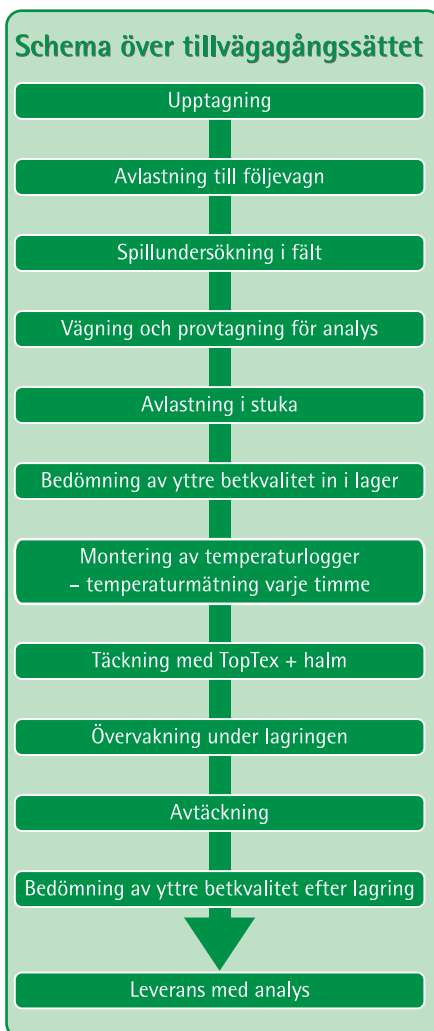 Schema över tillvägagångssättet
Upptagning
Avlastning till följevagn
Spillundersökning i fält
Vägning och provtagning för analys
Avlastning i stuka
Bedömning av yttre betkvalitet in i lager
Montering av temperaturlogger
– temperaturmätning varje timme
Täckning med TopTex + halm
Övervakning under lagringen
Avtäckning
Bedömning av yttre betkvalitet efter lagring
Leverans med analys